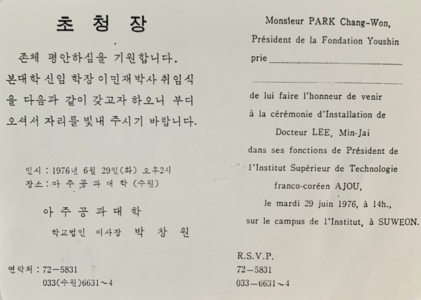 초 청 장
존체 평안하심을 기원합니다.
본대학 신임 학장 이민재박사 취임식
을 다음과 같이 갖고자 하오니 부디
오셔서 자리를 빛내 주시기 바랍니다.
일시 : 1976년 6월 29일(화) 오후2시
장소 : 아 주 공 과 대 학 (수원)
아 주 공 과 대 학
학교법인 이사장 박 창 원
연락처 : 72-5831
033(수원)6631~4
Monsieur PARK Chang-Won,
Président de la Fondation Youshin
prie
de lui faire l'honneur de venir
à la cérémonie d'Installation de
Docteur LEE, Min-Jai
dans ses fonctions de Président de
l'Institut Supérieur de Technologie
franco-coréen AJOU,
le mardi 29 juin 1976, à 14h.,
sur le campus de l'Institut, à SUWEON.
R.S.V.P.
72-5831
033-6631~4